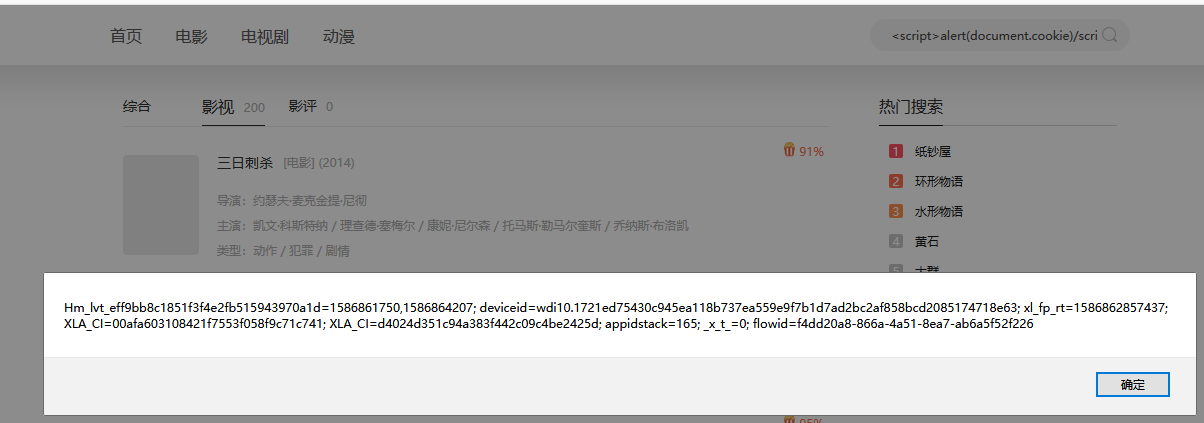 首页 电影 电视剧 动漫 <script>alert(document.cookie)/scri
综合 影视 200 影评 0
热门搜索
三日刺杀 [电影] (2014) 91%
导演：约瑟夫·麦克金提·尼彻
主演：凯文·科斯特纳 / 理查德·塞梅尔 / 康妮·尼尔森 / 托马斯·勒马尔奎斯 / 乔纳斯·布洛凯
类型：动作 / 犯罪 / 剧情
1 纸钞屋
2 环形物语
3 水形物语
4 黄石
5
Hm_lvt_eff9bb8c1851f3f4e2fb515943970a1d=1586861750,1586864207; deviceid=wdi10.1721ed75430c945ea118b737ea559e9f7b1d7ad2bc2af858bcd2085174718e63; xl_fp_rt=1586862857437;
XLA_CI=00afa603108421f7553f058f9c71c741; XLA_CI=d4024d351c94a383f442c09c4be2425d; appidstack=165; _x_t_=0; flowid=f4dd20a8-866a-4a51-8ea7-ab6a5f52f226
确定